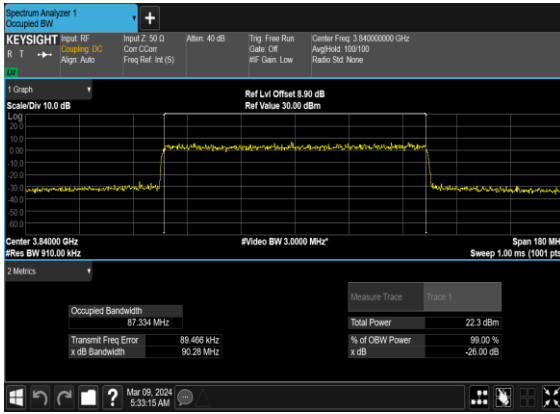 Spectrum Analyzer 1
Occupied BW
KEYSIGHT
R T
LW
Input: RF
Coupling: DC
Align: Auto
Input Z: 50 Ω
Corr CCorr
Freq Ref: Int (S)
Atten: 40 dB
Trig: Free Run
Gate: Off
#IF Gain: Low
Center Freq: 3.840000000 GHz
Avg|Hold: 100/100
Radio Std: None
1 Graph
Scale/Div 10.0 dB
Ref Lvl Offset 8.90 dB
Ref Value 30.00 dBm
Log
20.0
10.0
0.00
-10.0
-20.0
-30.0
-40.0
-50.0
-60.0
Center 3.84000 GHz
#Res BW 910.00 kHz
#Video BW 3.0000 MHz*
Span 180 MH
Sweep 1.00 ms (1001 pts
2 Metrics
Measure Trace
Trace 1
Occupied Bandwidth
87.334 MHz
Total Power
22.3 dBm
Transmit Freq Error
89.466 kHz
% of OBW Power
99.00 %
x dB Bandwidth
90.28 MHz
x dB
-26.00 dB
Mar 09, 2024
5:33:15 AM